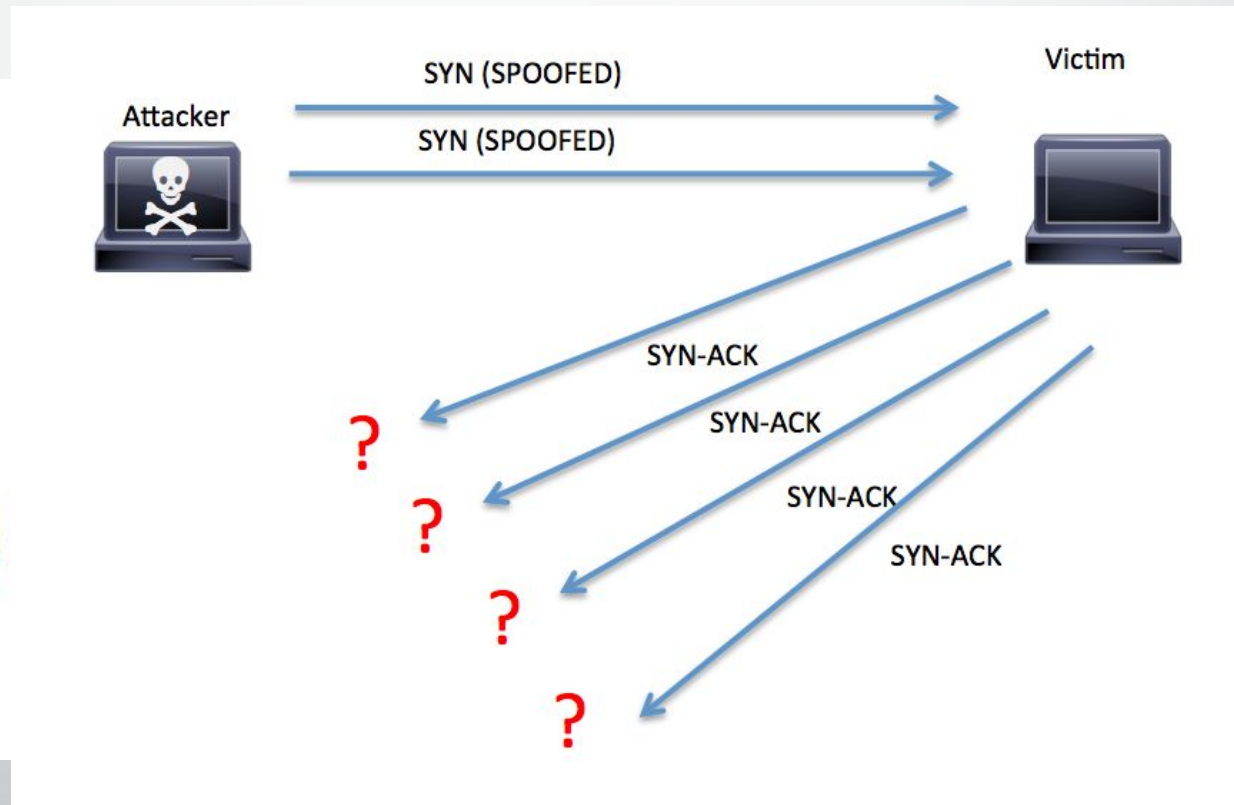 SYN (SPOOFED)
Victim
Attacker
SYN (SPOOFED)
SYN-ACK
?
SYN-ACK
?
SYN-ACK
SYN-ACK
?
?